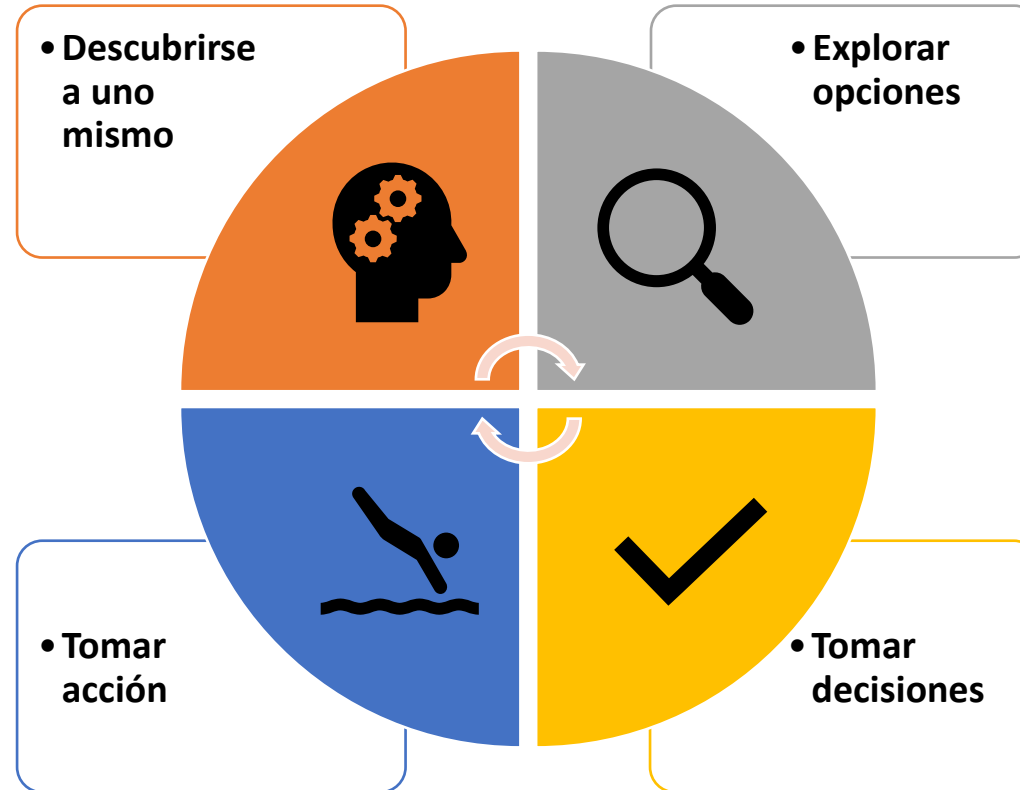 • Descubrirse
a uno
mismo
• Explorar
opciones
• Tomar
acción
• Tomar
decisiones